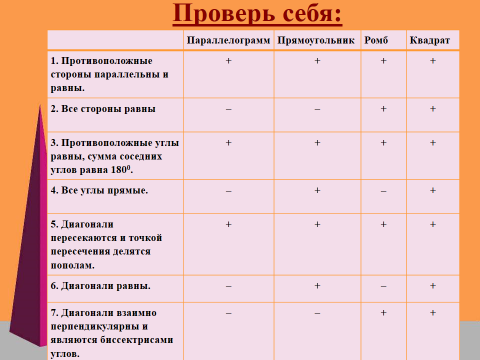 Проверь себя:
Параллелограмм Прямоугольник Ромб Квадрат
1. Противоположные
стороны параллельны и
равны.
+ + + +
2. Все стороны равны
– – + +
3. Противоположные углы
равны, сумма соседних
углов равна 180⁰.
+ + + +
4. Все углы прямые.
– + – +
5. Диагонали
пересекаются и точкой
пересечения делятся
пополам.
+ + + +
6. Диагонали равны.
– + – +
7. Диагонали взаимно
перпендикулярны и
являются биссектрисами
углов.
– – + +